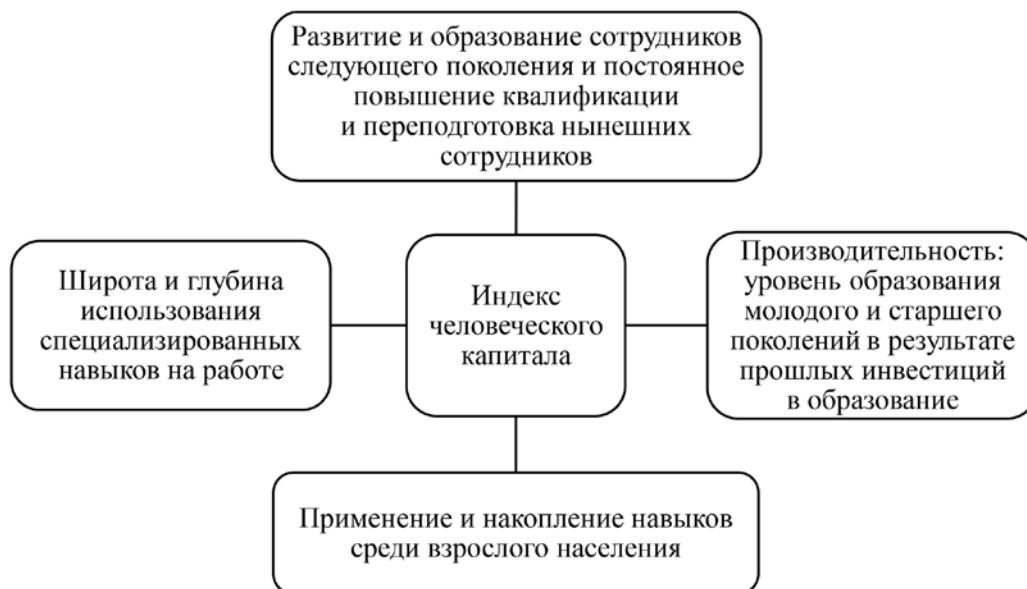 Развитие и образование сотрудников
следующего поколения и постоянное
повышение квалификации
и переподготовка нынешних
сотрудников
Широта и глубина
использования
специализированных
навыков на работе
Индекс
человеческого
капитала
Производительность:
уровень образования
молодого и старшего
поколений в результате
прошлых инвестиций
в образование
Применение и накопление навыков
среди взрослого населения